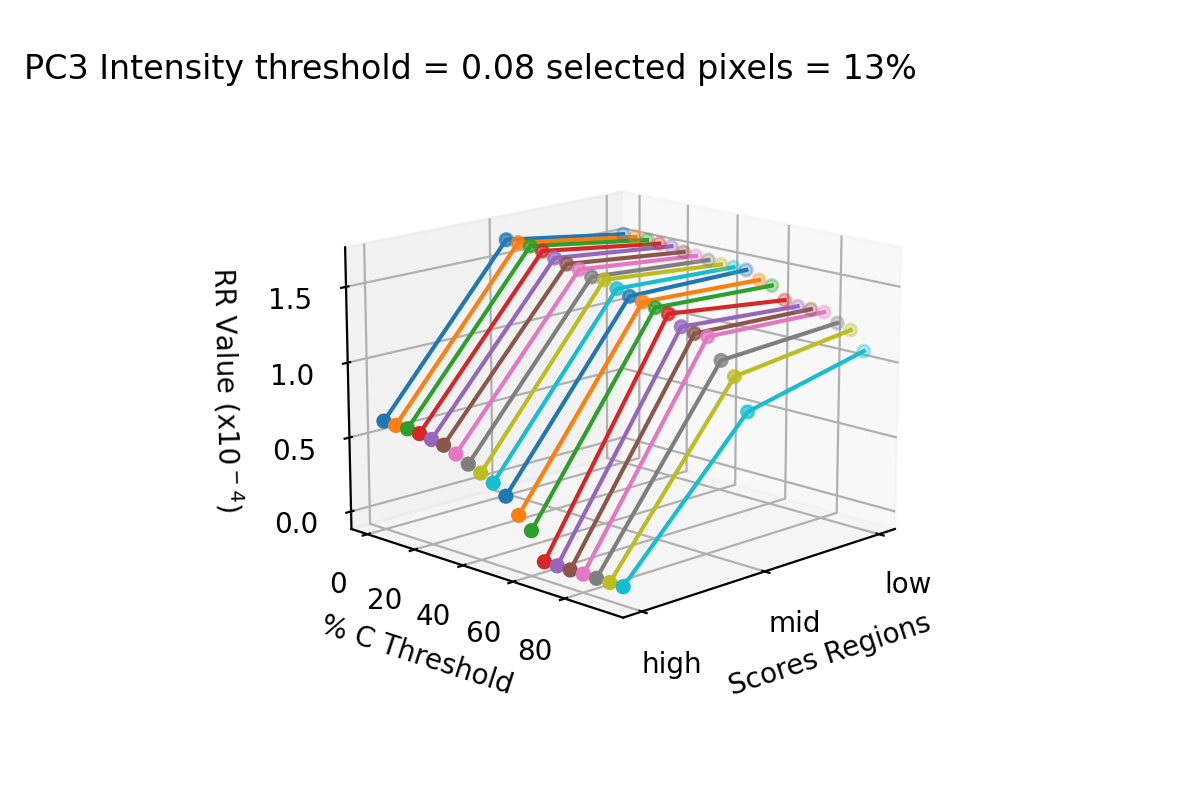 PC3 Intensity threshold = 0.08 selected pixels = 13%
RR Value (x10⁻⁴)
1.5
1.0
0.5
0.0
0
20
40
60
80
% C Threshold
high
mid
low
Scores Regions